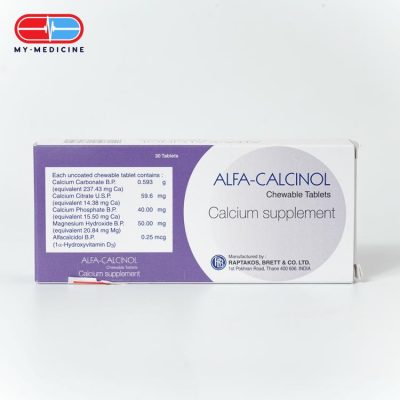 MY-MEDICINE
30 Tablets
Each uncoated chewable tablet contains :
Calcium Carbonate B.P. 0.593 g
(equivalent 237.43 mg Ca)
Calcium Citrate U.S.P. 59.6 mg
(equivalent 14.38 mg Ca)
Calcium Phosphate B.P. 40.00 mg
(equivalent 15.50 mg Ca)
Magnesium Hydroxide B.P. 50.00 mg
(equivalent 20.84 mg Mg)
Alfacalcidol B.P. 0.25 mcg
(1α-Hydroxyvitamin D₃)
ALFA-CALCINOL
Chewable Tablets
Calcium supplement
ALFA-CALCINOL
Chewable Tablets
Calcium supplement
Manufactured by :
RAPTAKOS, BRETT & CO. LTD.
1st Pokhran Road, Thane 400 606. INDIA